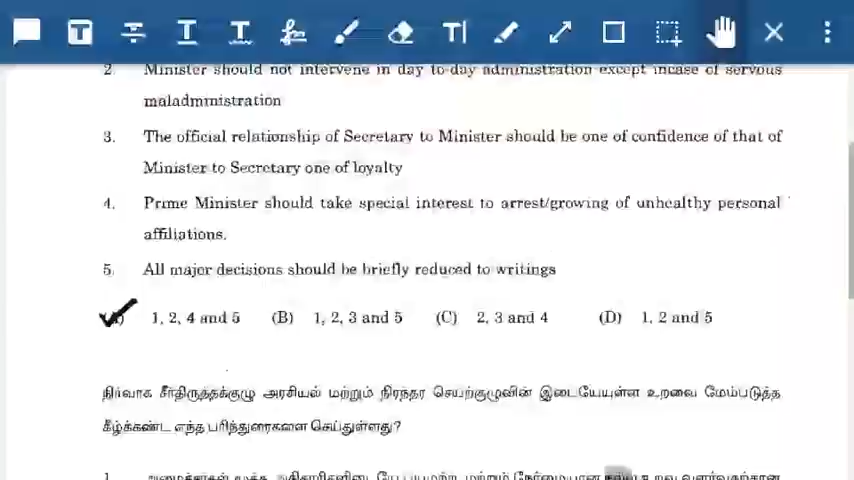 2. Minister should not intervene in day to-day administration except incase of servous
maladmmistration
3. The official relationship of Secretary to Minister should be one of confidence of that of
Minister to Secretary one of loyalty
4. Prime Minister should take special interest to arrest/growing of unhealthy personal
affiliations.
5. All major decisions should be briefly reduced to writings
1, 2, 4 and 5 (B) 1, 2, 3 and 5 (C) 2, 3 and 4 (D) 1, 2 and 5
நிர்வாக சீர்திருத்தக்குழு அரசியல் மற்றும் நிரந்தர செயற்குழுவின் இடையேயுள்ள உறவை மேம்படுத்த
கீழ்க்கண்ட எந்த பரிந்துரைகளை செய்துள்ளது?
1.